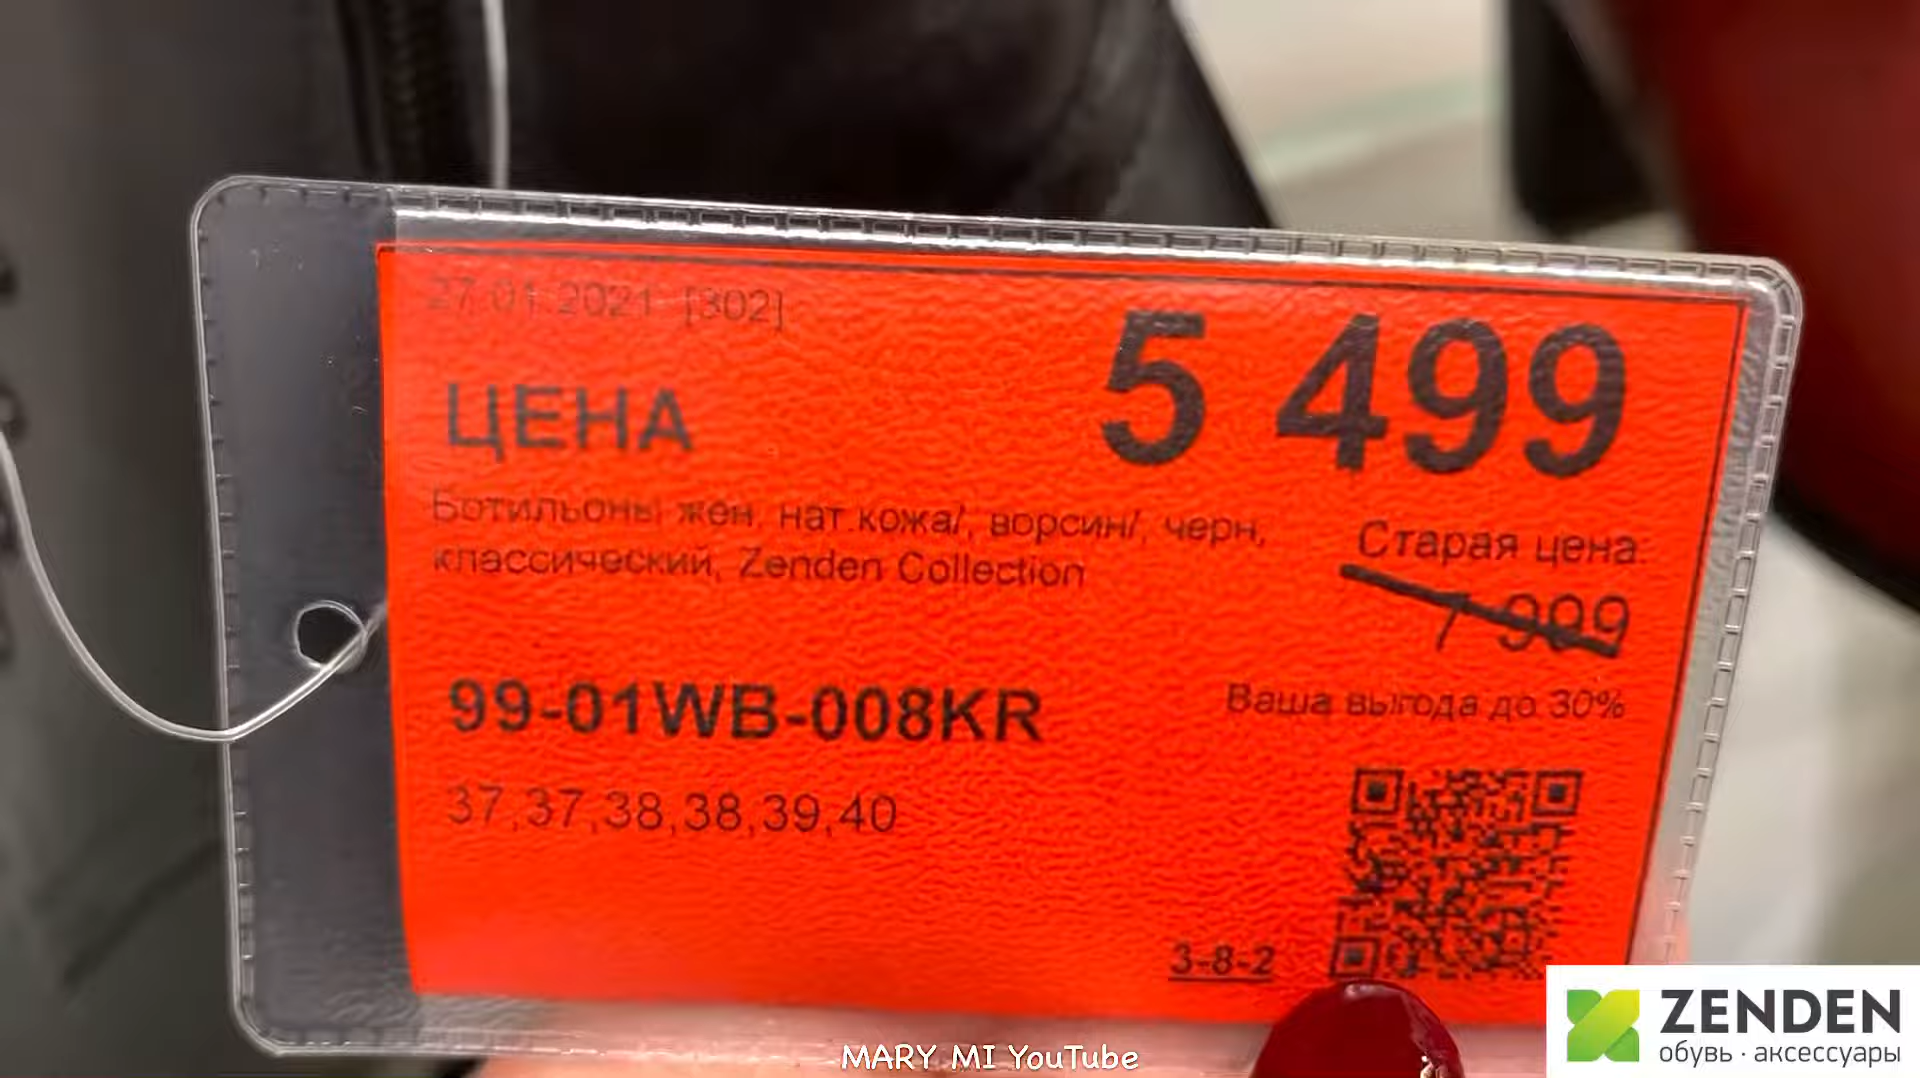 27.01.2021 [302]
ЦЕНА
5 499
Ботильоны жен, нат.кожа/, ворсин/, черн,
классический, Zenden Collection
Старая цена:
7 999
Ваша выгода до 30%
99-01WB-008KR
37,37,38,38,39,40
3-8-2
MARY MI YouTube
ZENDEN
обувь · аксессуары